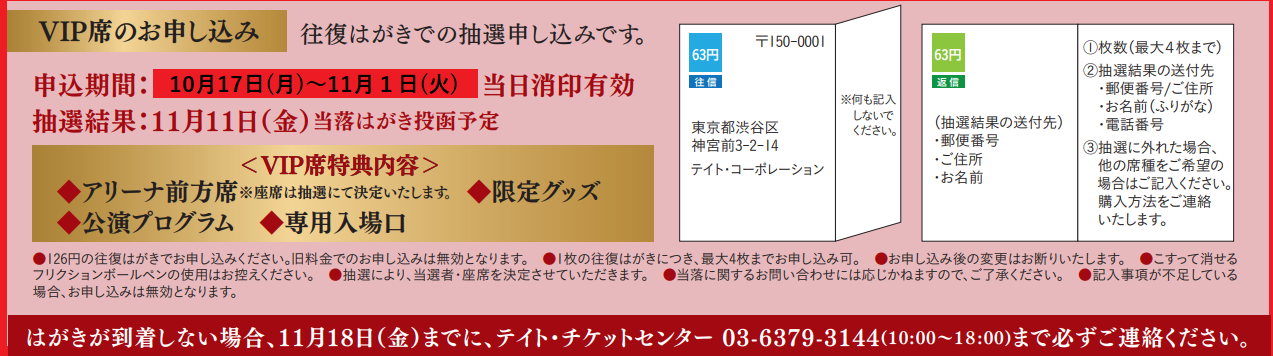 VIP席のお申し込み
往復はがきでの抽選申し込みです。
申込期間：10月17日(月)～11月1日(火)当日消印有効
抽選結果：11月11日(金)当落はがき投函予定
＜VIP席特典内容＞
◆アリーナ前方席※座席は抽選にて決定いたします。 ◆限定グッズ
◆公演プログラム ◆専用入場口
63円
往信
〒150-0001
東京都渋谷区
神宮前3-2-14
テイト・コーポレーション
※何も記入
しないで
ください。
63円
返信
(抽選結果の送付先)
・郵便番号
・ご住所
・お名前
①枚数(最大4枚まで)
②抽選結果の送付先
・郵便番号/ご住所
・お名前(ふりがな)
・電話番号
③抽選に外れた場合、
他の席種をご希望の
場合はご記入ください。
購入方法をご連絡
いたします。
●126円の往復はがきでお申し込みください。旧料金でのお申し込みは無効となります。 ●1枚の往復はがきにつき、最大4枚までお申し込み可。 ●お申し込み後の変更はお断りいたします。 ●こすって消せる
フリクションボールペンの使用はお控えください。 ●抽選により、当選者・座席を決定させていただきます。 ●当落に関するお問い合わせには応じかねますので、ご了承ください。 ●記入事項が不足している
場合、お申し込みは無効となります。
はがきが到着しない場合、11月18日(金)までに、テイト・チケットセンター 03-6379-3144(10:00～18:00)まで必ずご連絡ください。